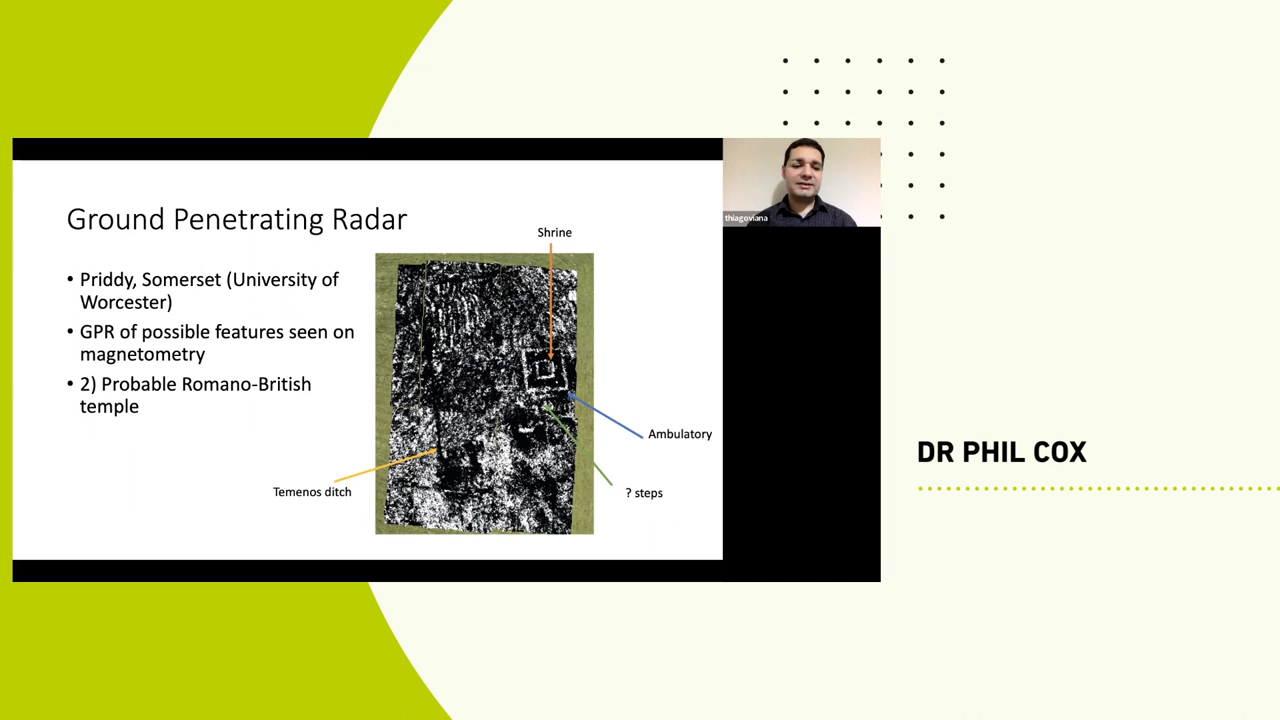 Ground Penetrating Radar
• Priddy, Somerset (University of
Worcester)
• GPR of possible features seen on
magnetometry
• 2) Probable Romano-British
temple
Shrine
Ambulatory
? steps
Temenos ditch
thiagoviana
DR PHIL COX